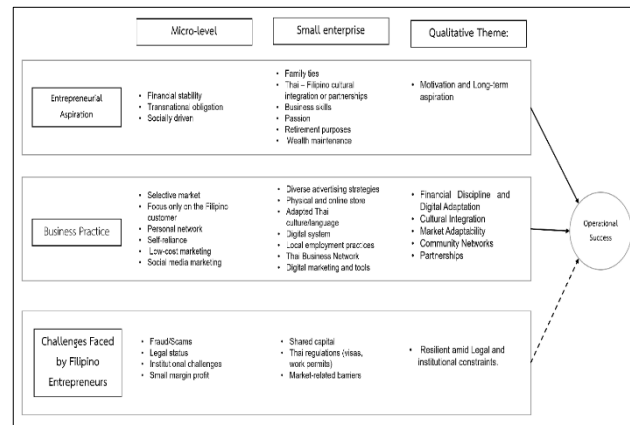 Micro-level
Small enterprise
Qualitative Theme:
Entrepreneurial
Aspiration
• Financial stability
• Transnational obligation
• Socially driven
• Family ties
• Thai – Filipino cultural
integration or partnerships
• Business skills
• Passion
• Retirement purposes
• Wealth maintenance
• Motivation and Long-term
aspiration
Business Practice
• Selective market
• Focus only on the Filipino
customer
• Personal network
• Self-reliance
• Low-cost marketing
• Social media marketing
• Diverse advertising strategies
• Physical and online store
• Adapted Thai
culture/language
• Digital system
• Local employment practices
• Thai Business Network
• Digital marketing and tools
• Financial Discipline and
Digital Adaptation
• Cultural Integration
• Market Adaptability
• Community Networks
• Partnerships
Operational
Success
Challenges Faced
by Filipino
Entrepreneurs
• Fraud/Scams
• Legal status
• Institutional challenges
• Small margin profit
• Shared capital
• Thai regulations (visas,
work permits)
• Market-related barriers
• Resilient amid Legal and
institutional constraints.